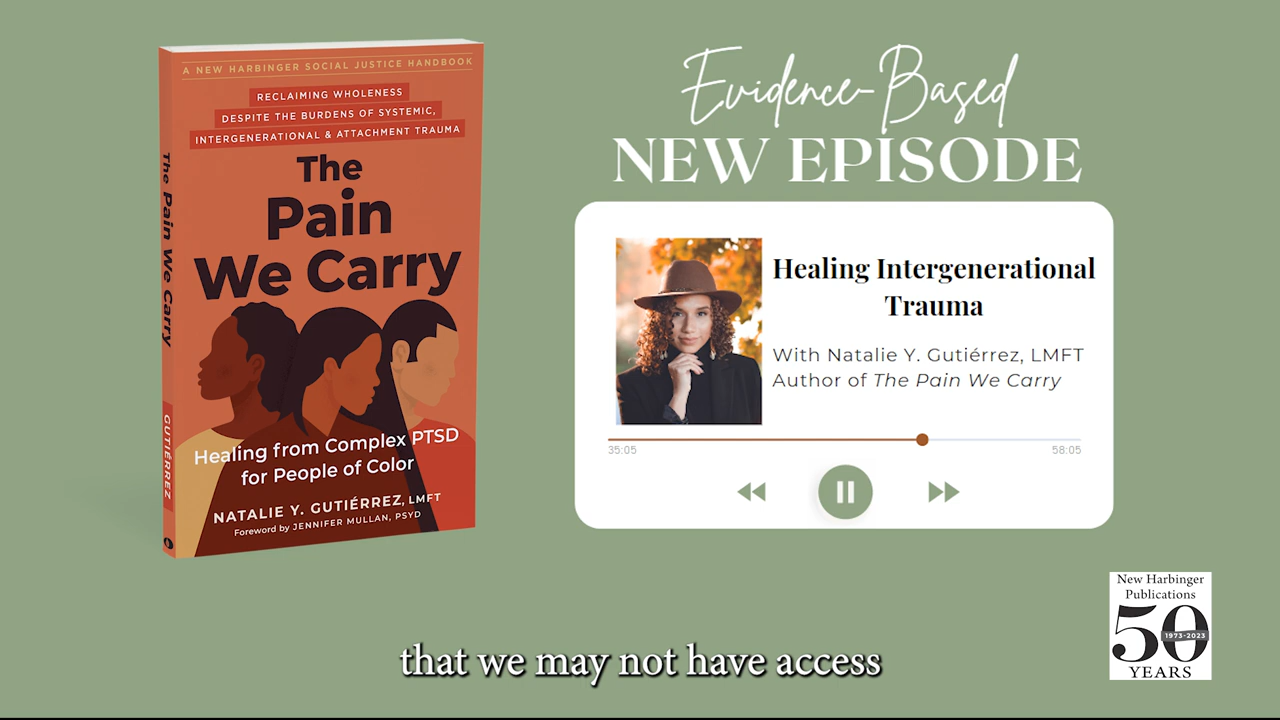 A NEW HARBINGER SOCIAL JUSTICE HANDBOOK
RECLAIMING WHOLENESS
DESPITE THE BURDENS OF SYSTEMIC,
INTERGENERATIONAL & ATTACHMENT TRAUMA
The
Pain
We Carry
Healing from Complex PTSD
for People of Color
NATALIE Y. GUTIÉRREZ, LMFT
Foreword by JENNIFER MULLAN, PSYD
The Pain We Carry
GUTIÉRREZ
Evidence-Based
NEW EPISODE
Healing Intergenerational
Trauma
With Natalie Y. Gutiérrez, LMFT
Author of The Pain We Carry
35:05
58:05
New Harbinger
Publications
50
1973-2023
YEARS
that we may not have access